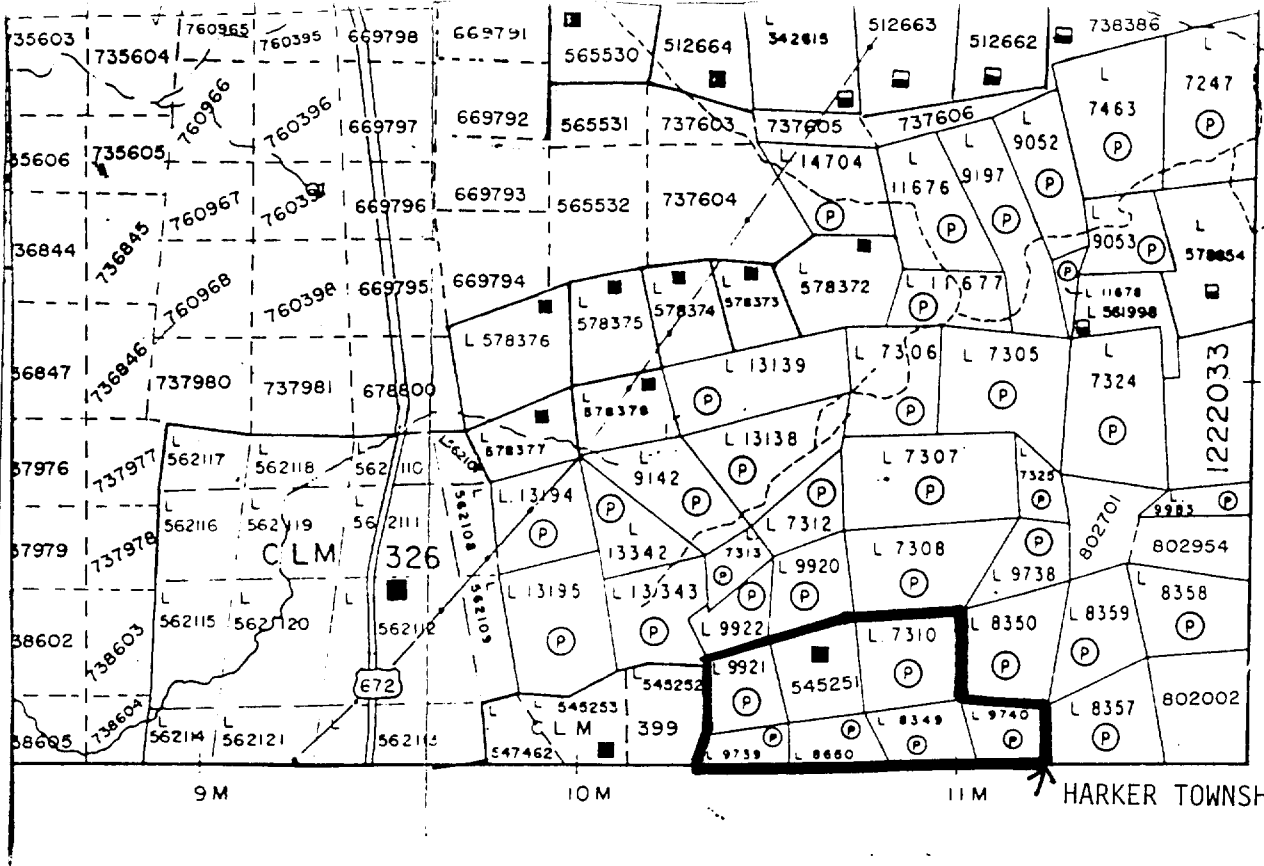 35603
735604
760965
760395
669798
669791
565530
512664
L
342615
512663
512662
738386
L
7463
L
7247
P
P
760966
760396
669797
669792
565531
737603
737605
737606
L
9052
P
35606
735605
L
14704
P
L
11676
P
L
9197
P
760967
669796
669793
565532
737604
L
9053
P
L
578854
36844
736845
760968
760398
669795
669794
L
578375
L
578374
L
578373
L
578372
L 11677
P
P
L 11678
L 561998
L 578376
36847
736846
737980
737981
678800
L
578378
L 13139
P
L 7306
P
L 7305
P
L
7324
P
1222033
37976
737977
L
562117
L
562118
L
562110
L
578377
L 13138
P
L 7307
P
L
7325
P
L
9142
P
L 13194
P
P
L
13342
P
L 7312
802701
L
9983
P
L
562116
L
562119
L
562111
L
562108
37979
737978
CLM 326
L
7313
P
L 9920
P
L 7308
P
P
L 9738
802954
L
562115
L
562120
562112
L
562109
L 13195
P
L 13343
P
P
L 9922
L 8350
P
L 8359
P
L
8358
P
38602
738603
672
L
545252
L 9921
P
545251
L 7310
P
L 8357
P
802002
38605
738604
L
562114
L
562121
L
547462
L
545253
LM 399
L
9739
P
L
8660
P
L 8349
P
L 9740
P
9M
10M
11M
HARKER TOWNSH